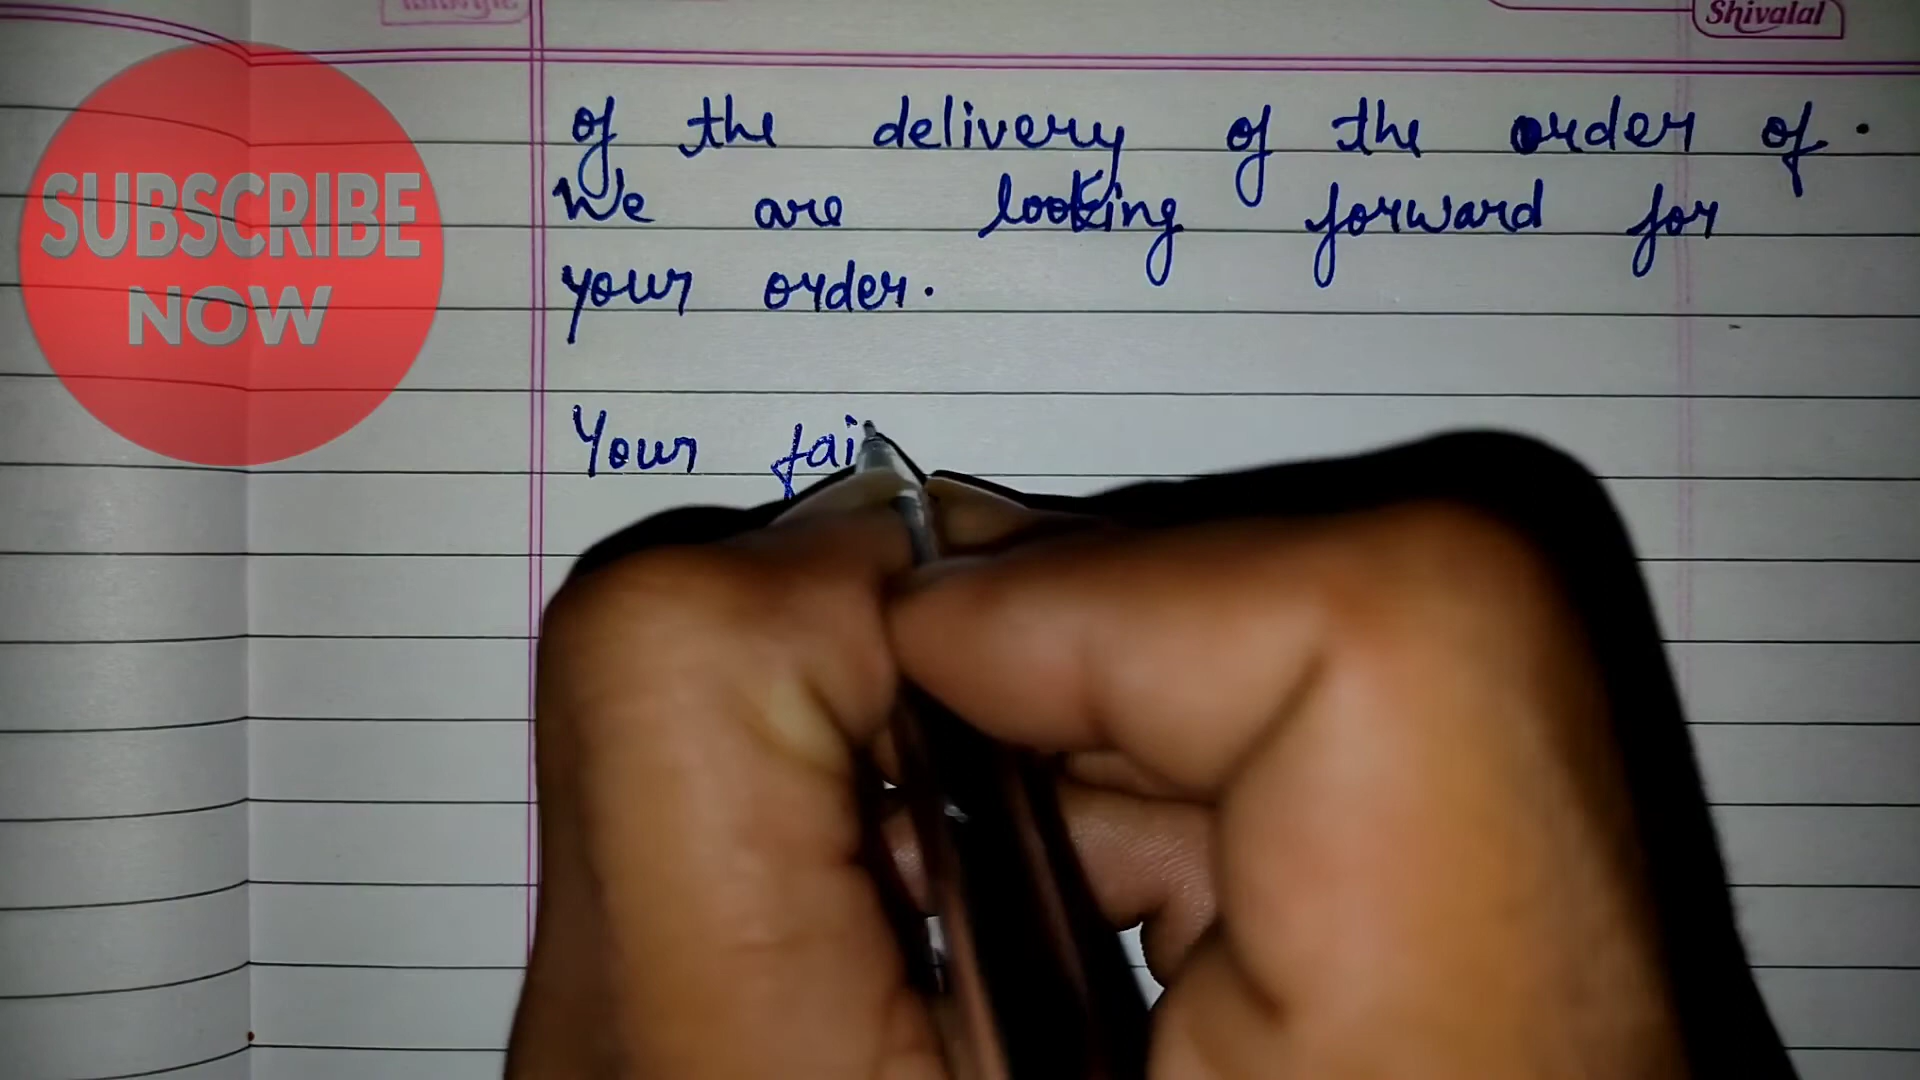 Shivalal
SUBSCRIBE
NOW
of the delivery of the order of.
We are looking forward for
your order.
Your fai